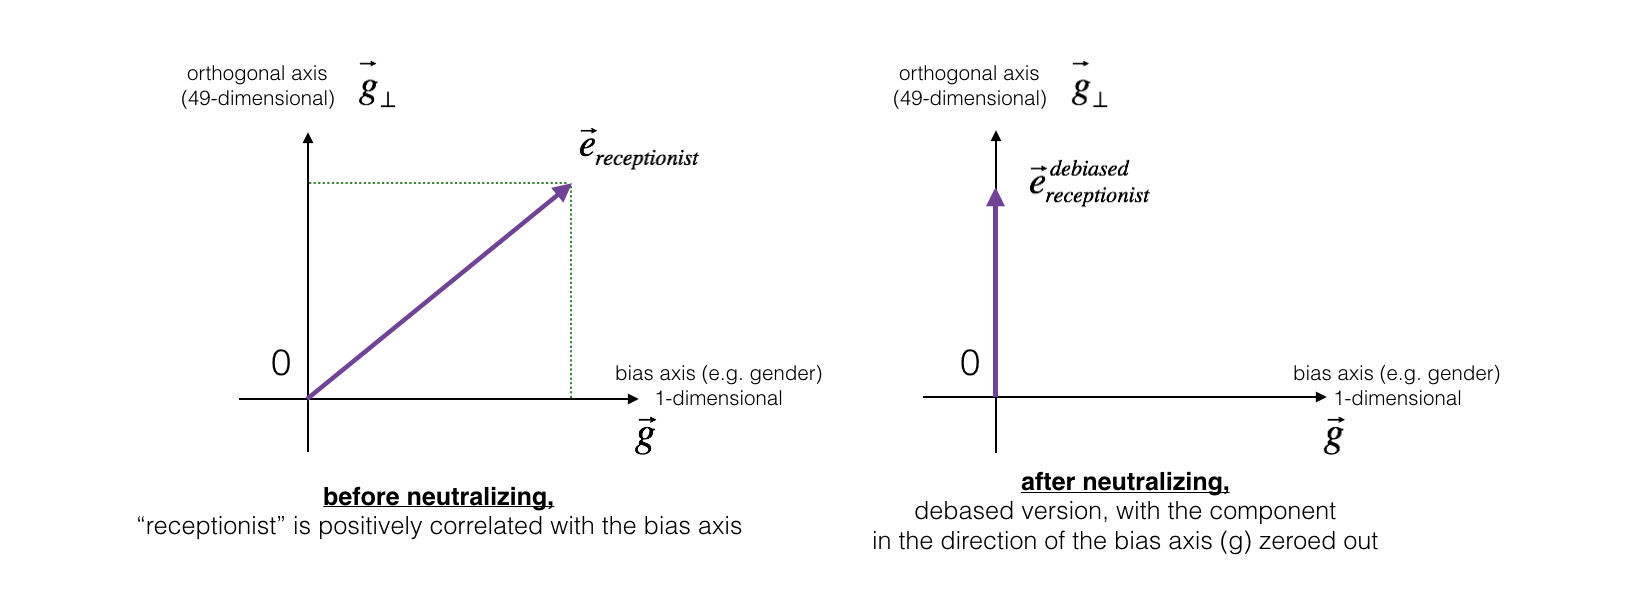 orthogonal axis
(49-dimensional)
g⃗⊥
e⃗receptionist
0
bias axis (e.g. gender)
1-dimensional
g⃗
before neutralizing,
“receptionist” is positively correlated with the bias axis
orthogonal axis
(49-dimensional)
g⃗⊥
e⃗debiased
receptionist
0
bias axis (e.g. gender)
1-dimensional
g⃗
after neutralizing,
debased version, with the component
in the direction of the bias axis (g) zeroed out